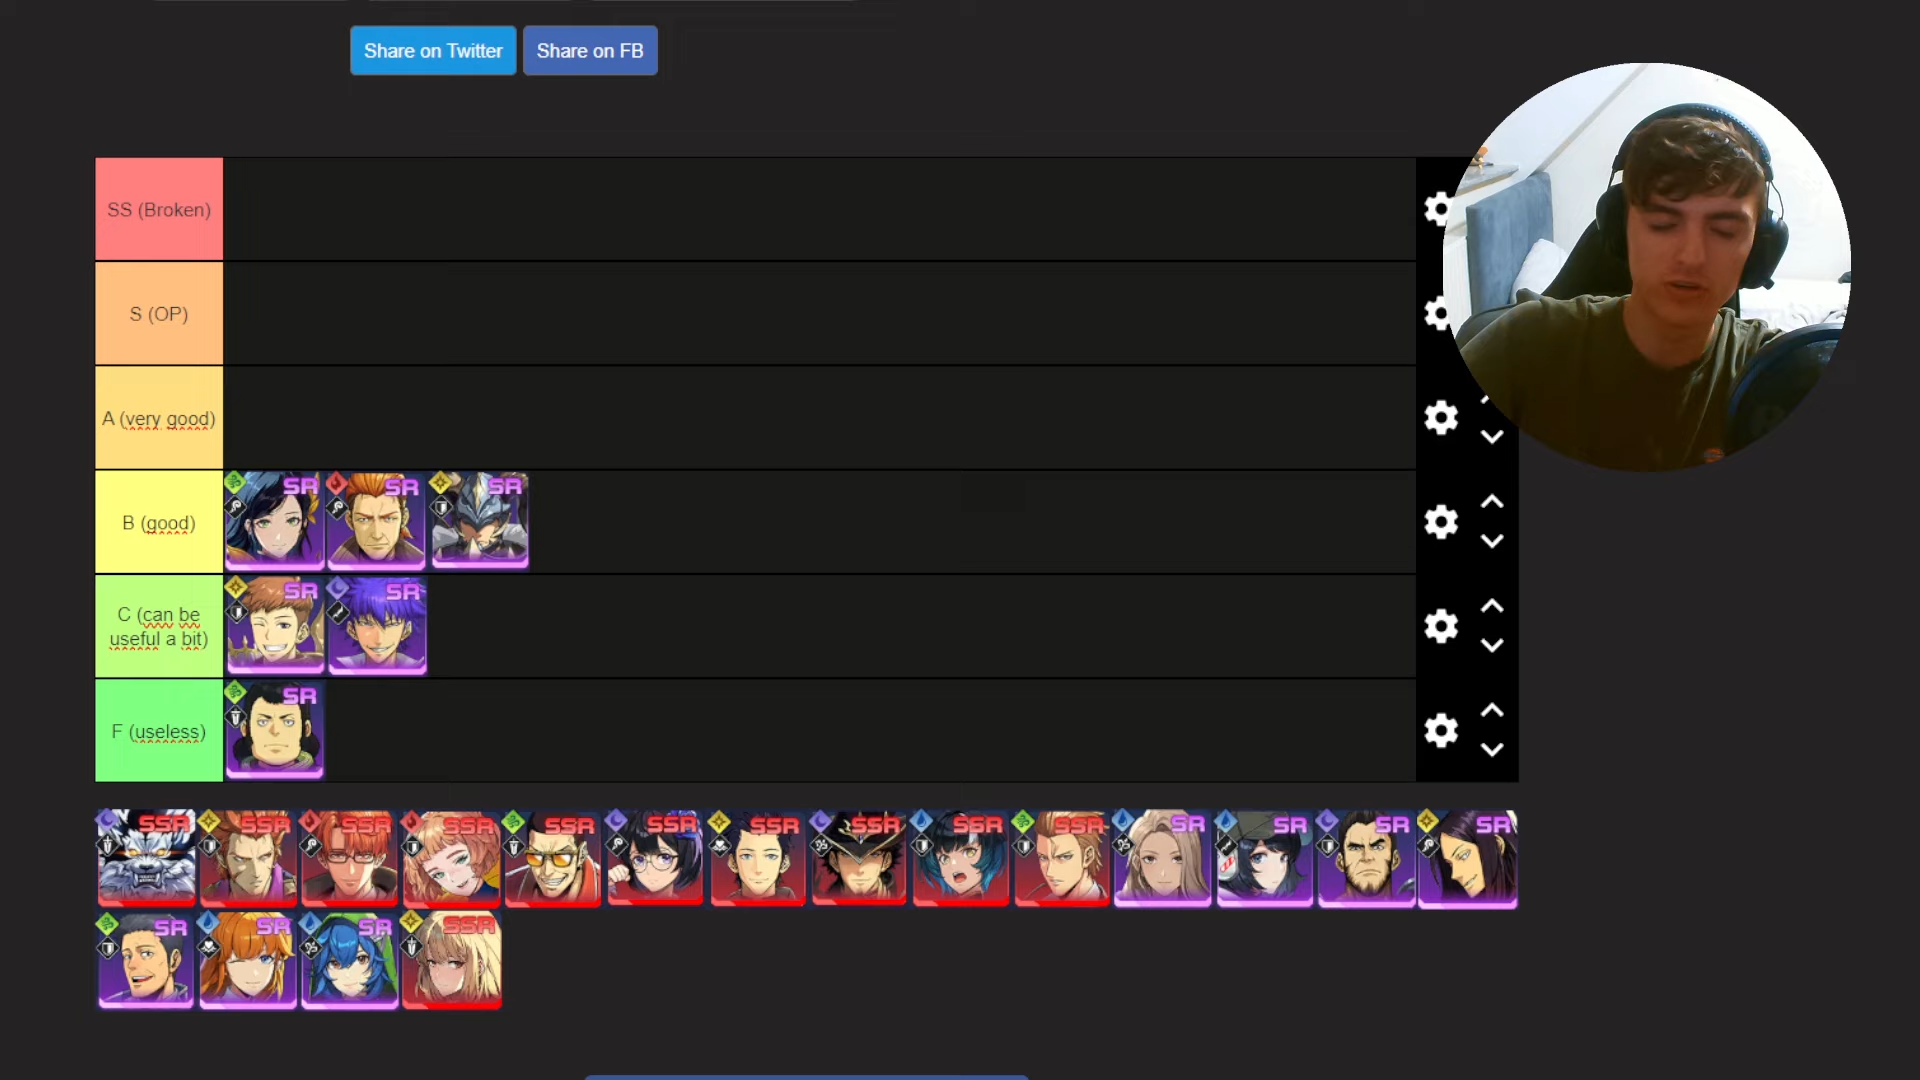 Share on Twitter Share on FB
SS (Broken)
S (OP)
A (very good)
B (good)
SR SR SR
C (can be
useful a bit)
SR SR
F (useless)
SR
SSR SSR SSR SSR SSR SSR SSR SSR SSR SSR SR SR SR SR
SR SR SR SSR